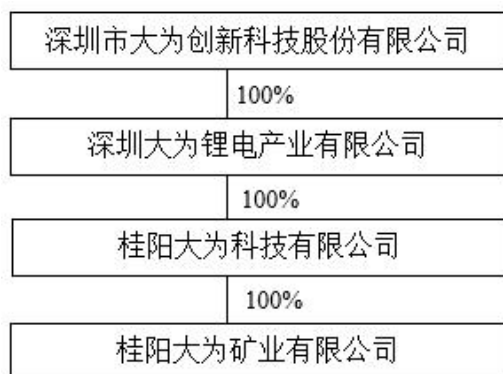 深圳市大为创新科技股份有限公司
100%
深圳大为锂电产业有限公司
100%
桂阳大为科技有限公司
100%
桂阳大为矿业有限公司